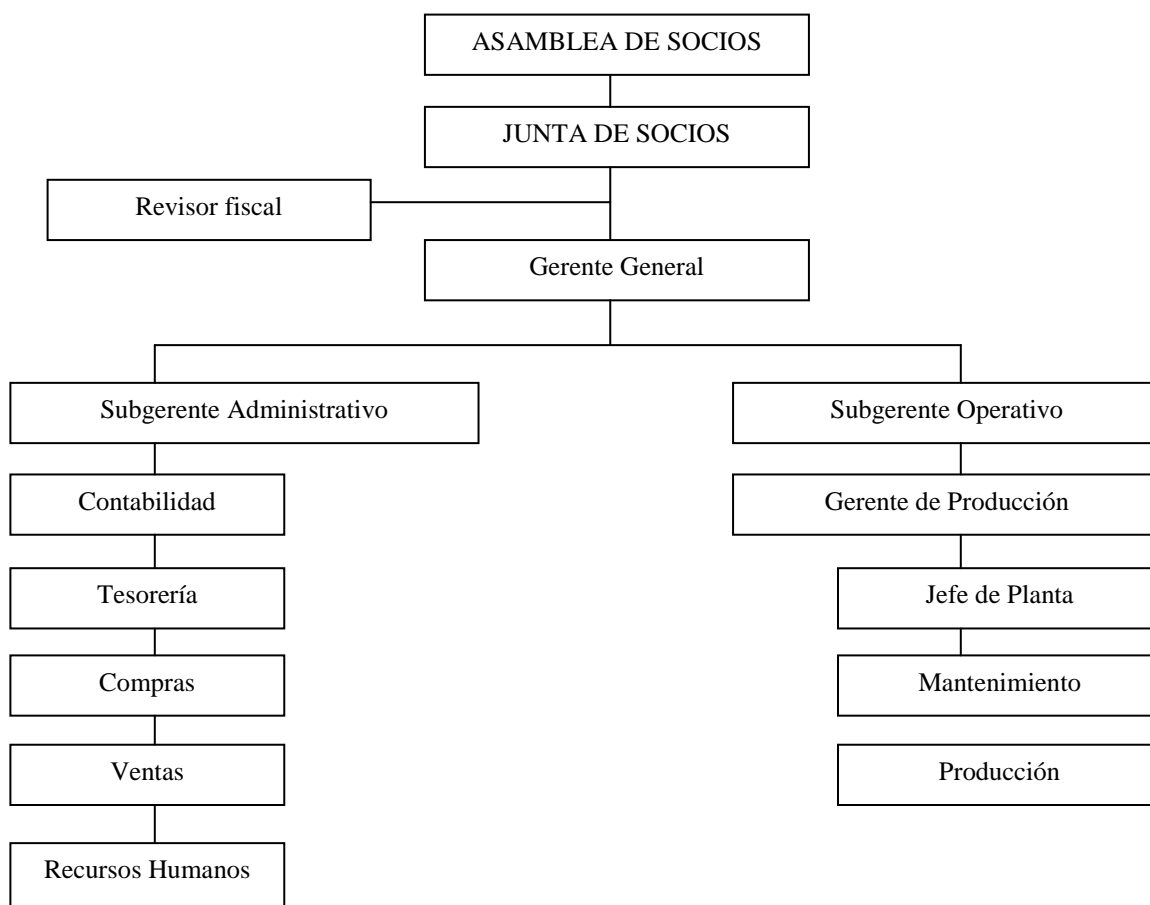 ASAMBLEA DE SOCIOS
JUNTA DE SOCIOS
Revisor fiscal
Gerente General
Subgerente Administrativo
Subgerente Operativo
Contabilidad
Gerente de Producción
Tesorería
Jefe de Planta
Compras
Mantenimiento
Ventas
Producción
Recursos Humanos